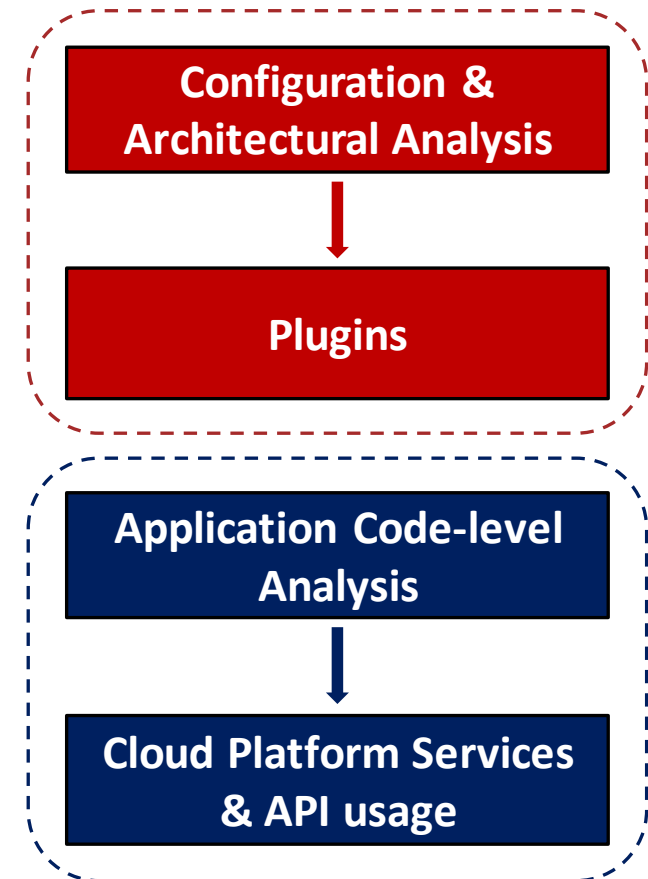 Configuration &
Architectural Analysis
Plugins
Application Code-level
Analysis
Cloud Platform Services
& API usage